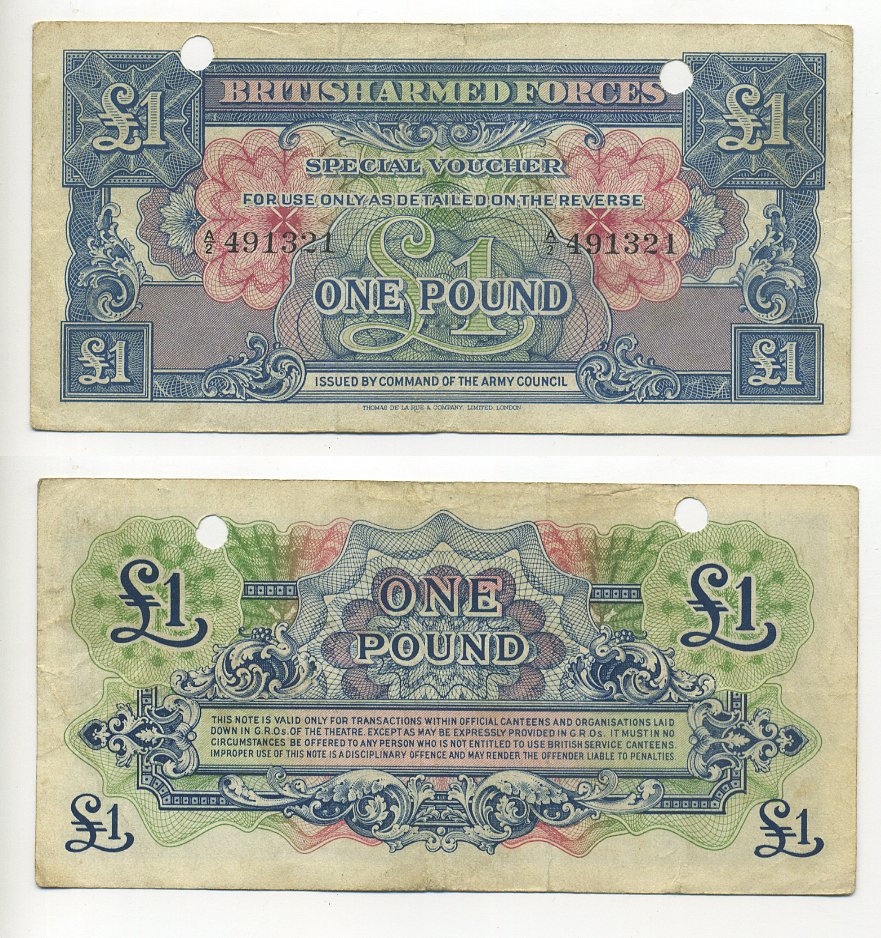 £1 £1
BRITISH ARMED FORCES
SPECIAL VOUCHER
FOR USE ONLY AS DETAILED ON THE REVERSE
A/2 491321 A/2 491321
£1
ONE POUND
£1 £1
ISSUED BY COMMAND OF THE ARMY COUNCIL
THOMAS DE LA RUE & COMPANY, LIMITED, LONDON
£1 ONE £1
POUND
THIS NOTE IS VALID ONLY FOR TRANSACTIONS WITHIN OFFICIAL CANTEENS AND ORGANISATIONS LAID
DOWN IN G.R.Os. OF THE THEATRE. EXCEPT AS MAY BE EXPRESSLY PROVIDED IN G.R.Os. IT MUST IN NO
CIRCUMSTANCES BE OFFERED TO ANY PERSON WHO IS NOT ENTITLED TO USE BRITISH SERVICE CANTEENS.
IMPROPER USE OF THIS NOTE IS A DISCIPLINARY OFFENCE AND MAY RENDER THE OFFENDER LIABLE TO PENALTIES
£1 £1